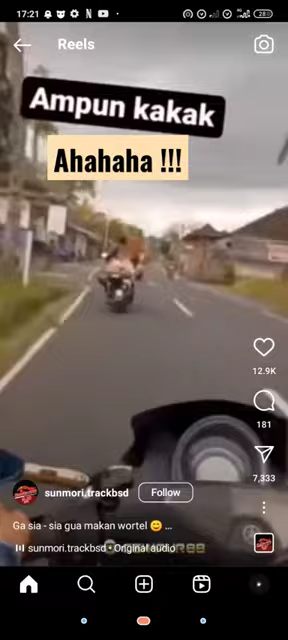 17:21
28
Reels
Ampun kakak
Ahahaha !!!
12.9K
181
7,333
sunmori.trackbsd
Follow
Ga sia - sia gua makan wortel 😊 ...
sunmori.trackbsd • Original audio